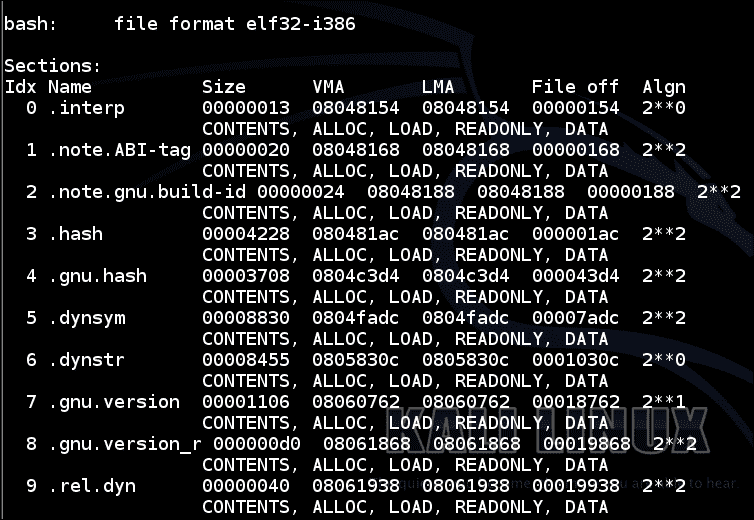 bash:     file format elf32-i386
Sections:
Idx Name          Size      VMA       LMA       File off  Algn
  0 .interp       00000013  08048154  08048154  00000154  2**0
                  CONTENTS, ALLOC, LOAD, READONLY, DATA
  1 .note.ABI-tag 00000020  08048168  08048168  00000168  2**2
                  CONTENTS, ALLOC, LOAD, READONLY, DATA
  2 .note.gnu.build-id 00000024  08048188  08048188  00000188  2**2
                  CONTENTS, ALLOC, LOAD, READONLY, DATA
  3 .hash         00004228  080481ac  080481ac  000001ac  2**2
                  CONTENTS, ALLOC, LOAD, READONLY, DATA
  4 .gnu.hash     00003708  0804c3d4  0804c3d4  000043d4  2**2
                  CONTENTS, ALLOC, LOAD, READONLY, DATA
  5 .dynsym       00008830  0804fadc  0804fadc  00007adc  2**2
                  CONTENTS, ALLOC, LOAD, READONLY, DATA
  6 .dynstr       00008455  0805830c  0805830c  0001030c  2**0
                  CONTENTS, ALLOC, LOAD, READONLY, DATA
  7 .gnu.version  00001106  08060762  08060762  00018762  2**1
                  CONTENTS, ALLOC, LOAD, READONLY, DATA
KALI LINUX
  8 .gnu.version_r 000000d0  08061868  08061868  00019868  2**2
                  CONTENTS, ALLOC, LOAD, READONLY, DATA
  9 .rel.dyn      00000040  08061938  08061938  00019938  2**2
to hear.
                  CONTENTS, ALLOC, LOAD, READONLY, DATA